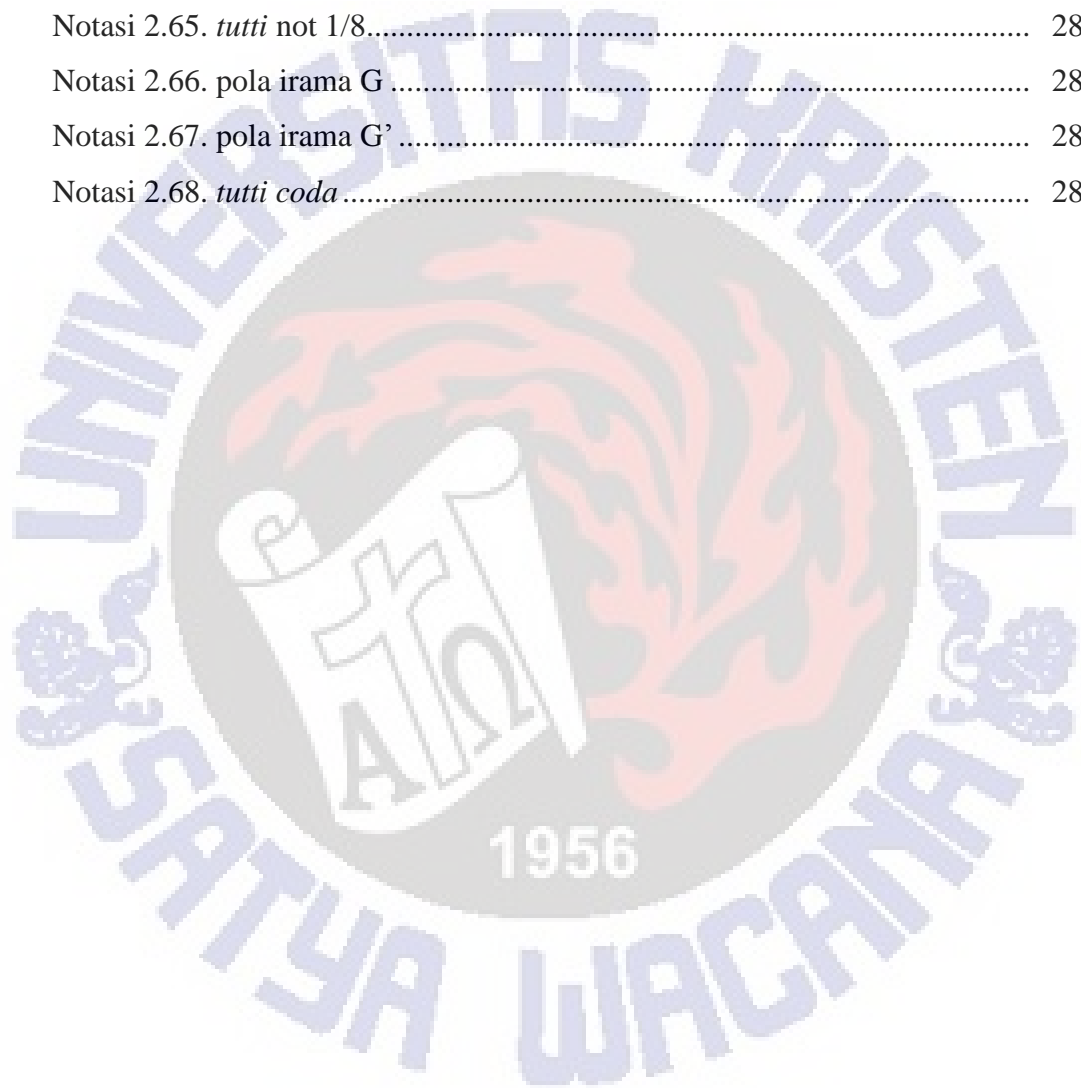 Notasi 2.65. tutti not 1/8.................................................................................. 28
Notasi 2.66. pola irama G ................................................................................ 28
Notasi 2.67. pola irama G’ ............................................................................... 28
Notasi 2.68. tutti coda ...................................................................................... 28
UNIVERSITAS KRISTEN
Α Ω
1956
SATYA WACANA